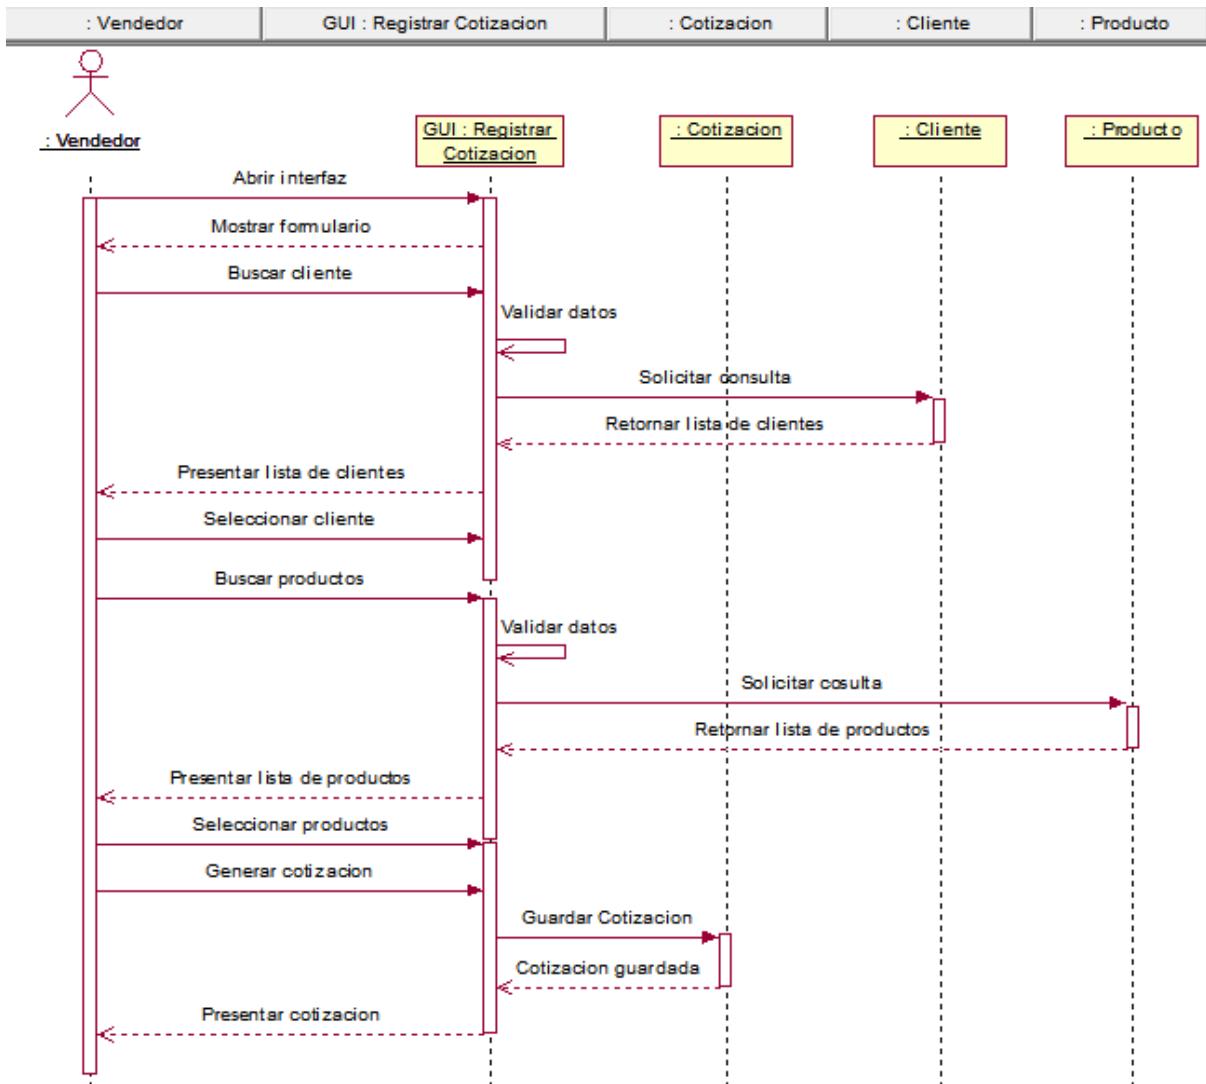 : Vendedor
GUI : Registrar Cotizacion
: Cotizacion
: Cliente
: Producto
: Vendedor
GUI : Registrar
Cotizacion
: Cotizacion
: Cliente
: Producto
Abrir interfaz
Mostrar formulario
Buscar cliente
Validar datos
Solicitar consulta
Retornar lista de clientes
Presentar lista de clientes
Seleccionar cliente
Buscar productos
Validar datos
Solicitar cosulta
Retornar lista de productos
Presentar lista de productos
Seleccionar productos
Generar cotizacion
Guardar Cotizacion
Cotizacion guardada
Presentar cotizacion